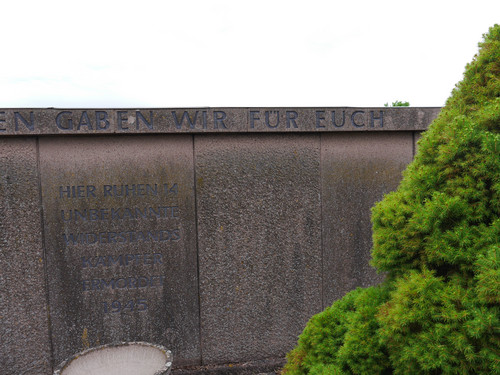 EN GABEN WIR FÜR EUCH
HIER RUHEN 14
UNBEKANNTE
WIDERSTANDS
KÄMPFER
ERMORDET
1945